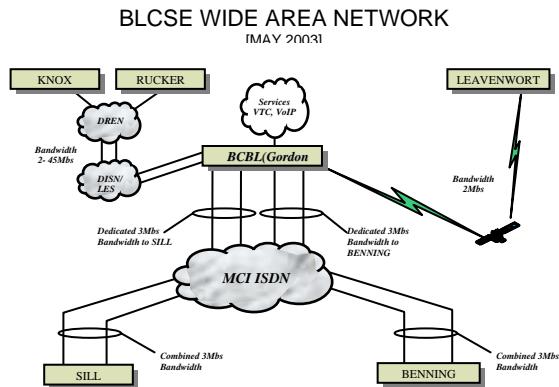 BLCSE WIDE AREA NETWORK
[MAY 2003]
KNOX
RUCKER
LEAVENWORT
Services
VTC, VoIP
DREN
Bandwidth
2- 45Mbs
DISN/
LES
BCBL(Gordon
Bandwidth
2Mbs
Dedicated 3Mbs
Bandwidth to SILL
Dedicated 3Mbs
Bandwidth to
BENNING
MCI ISDN
Combined 3Mbs
Bandwidth
Combined 3Mbs
Bandwidth
SILL
BENNING